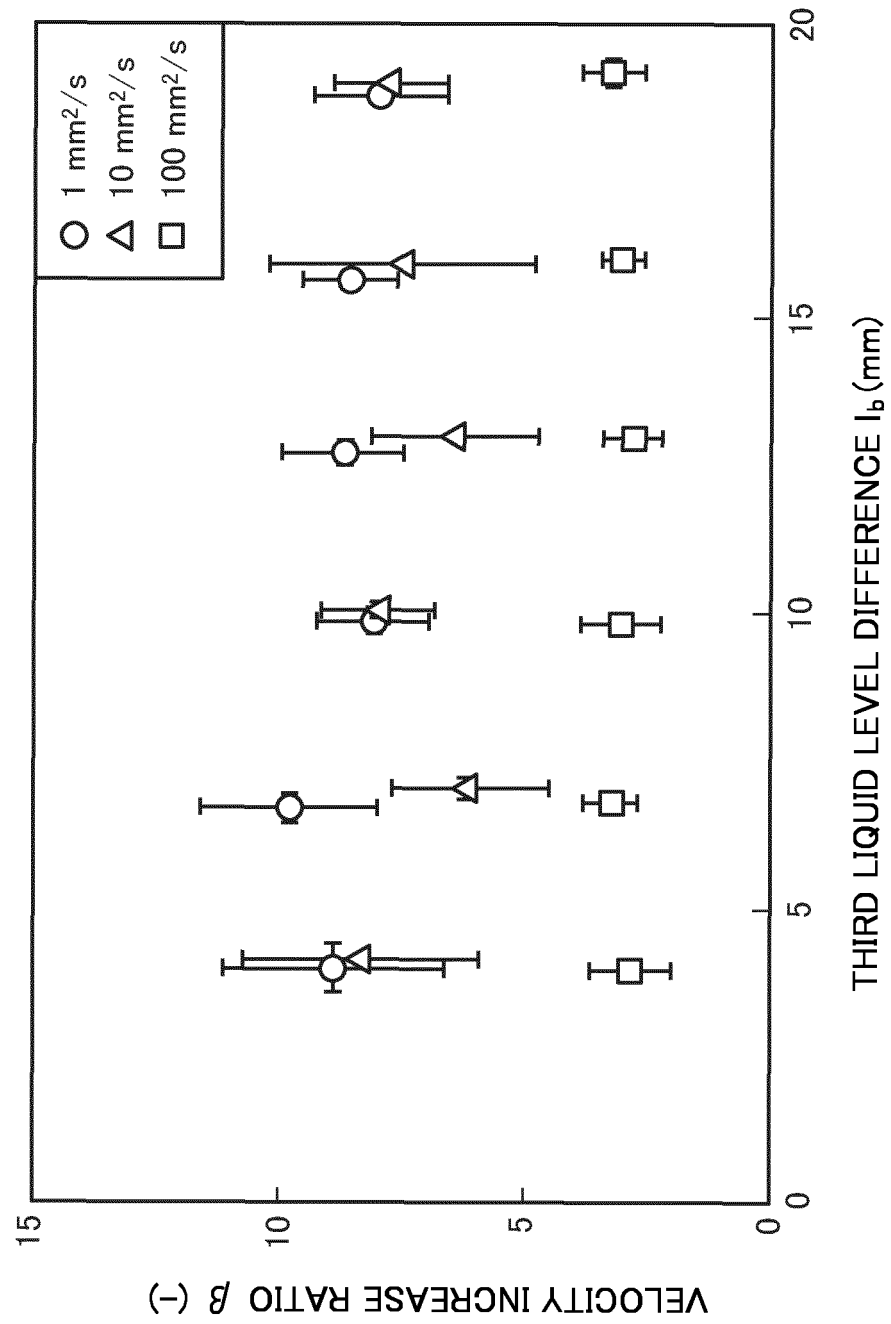 ○ 1 mm²/s
△ 10 mm²/s
□ 100 mm²/s
15
10
5
0
VELOCITY INCREASE RATIO β (−)
0
5
10
15
20
THIRD LIQUID LEVEL DIFFERENCE l_b (mm)